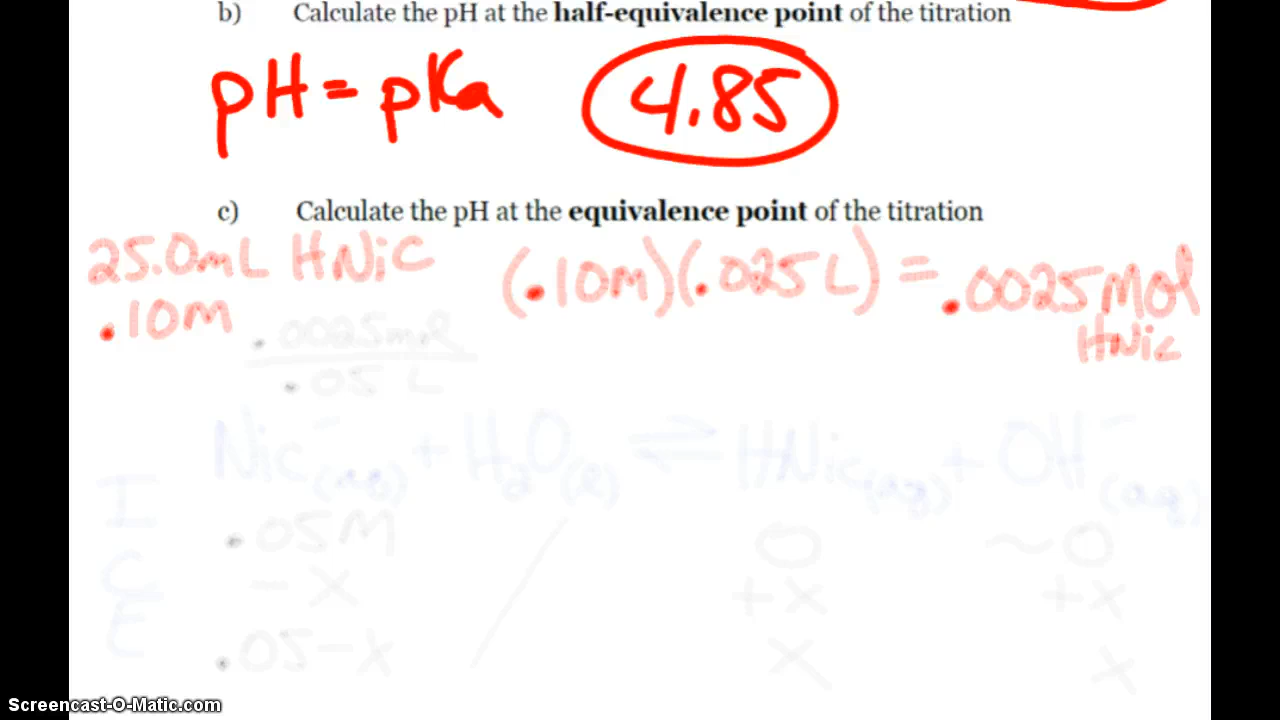 b) Calculate the pH at the half-equivalence point of the titration
pH = pKa 4.85
c) Calculate the pH at the equivalence point of the titration
25.0mL HNiC (.10M)(.025L) = .0025 Mol
.10M HNic
.0025mol
.05 L
Nic⁻(aq) + H₂O(l) ⇌ HNic(aq) + OH⁻(aq)
I .05M / 0 ~0
C - X +X +X
E .05-X X X
Screencast-O-Matic.com